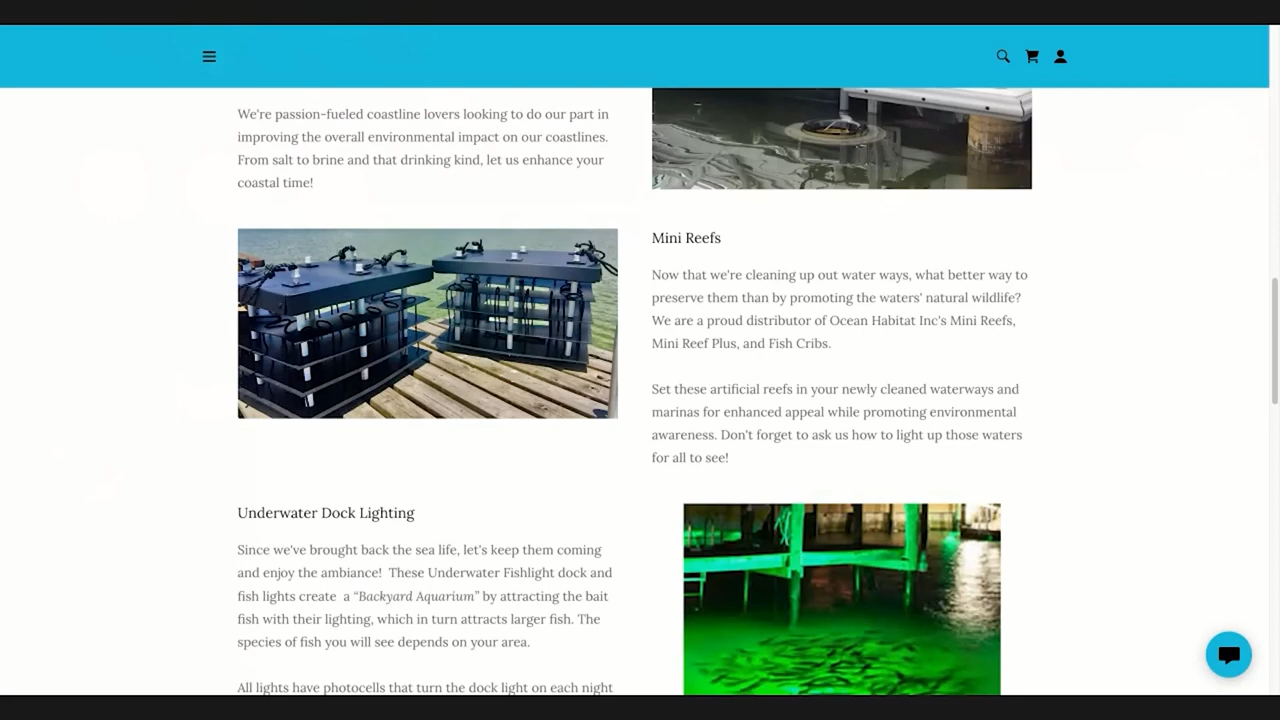 We're passion-fueled coastline lovers looking to do our part in
improving the overall environmental impact on our coastlines.
From salt to brine and that drinking kind, let us enhance your
coastal time!
Mini Reefs
Now that we're cleaning up out water ways, what better way to
preserve them than by promoting the waters' natural wildlife?
We are a proud distributor of Ocean Habitat Inc's Mini Reefs,
Mini Reef Plus, and Fish Cribs.
Set these artificial reefs in your newly cleaned waterways and
marinas for enhanced appeal while promoting environmental
awareness. Don't forget to ask us how to light up those waters
for all to see!
Underwater Dock Lighting
Since we've brought back the sea life, let's keep them coming
and enjoy the ambiance!  These Underwater Fishlight dock and
fish lights create  a “Backyard Aquarium” by attracting the bait
fish with their lighting, which in turn attracts larger fish. The
species of fish you will see depends on your area.
All lights have photocells that turn the dock light on each night